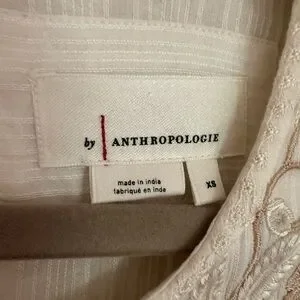 by ANTHROPOLOGIE
made in india
fabriqué en Inde
XS